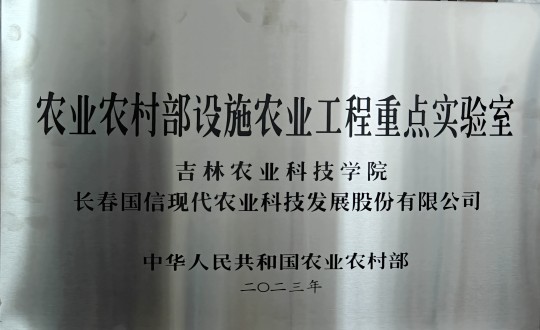 农业农村部设施农业工程重点实验室
吉林农业科技学院
长春国信现代农业科技发展股份有限公司
中华人民共和国农业农村部
二〇二三年